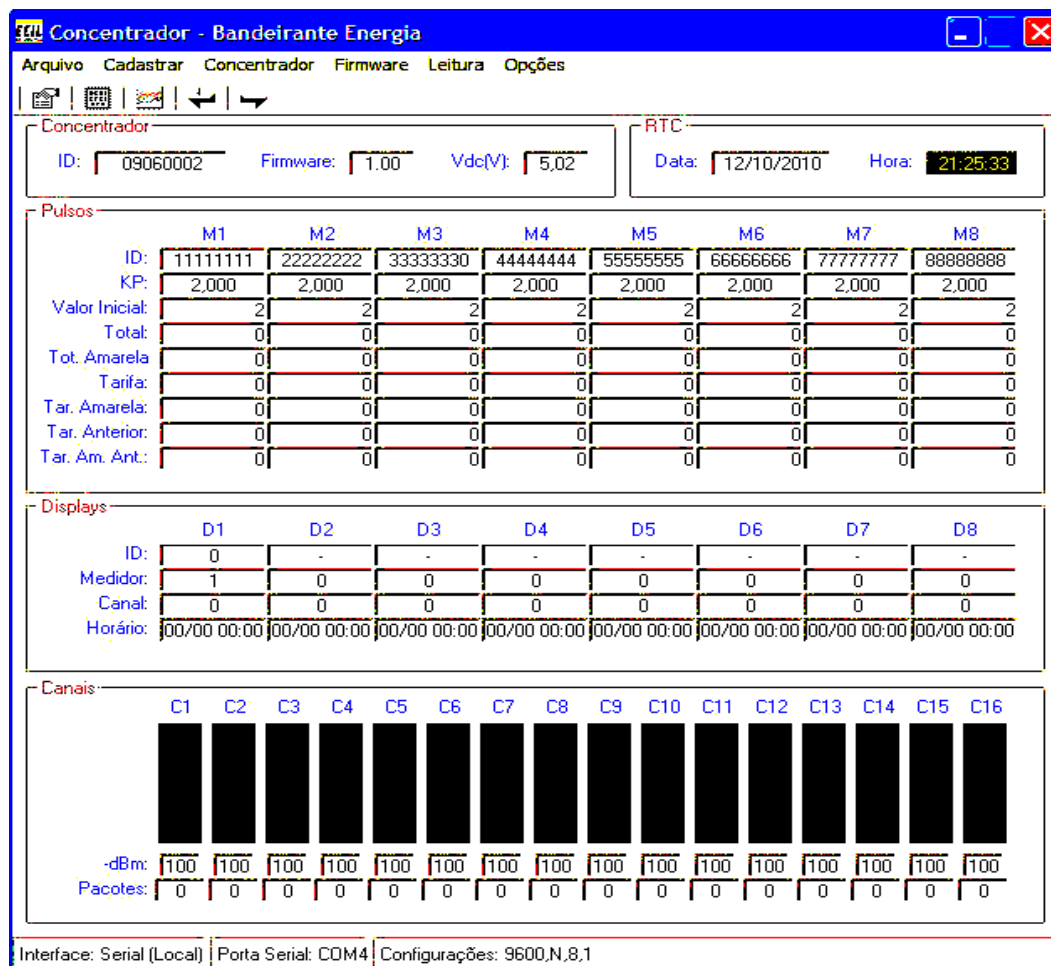 Concentrador - Bandeirante Energia
Arquivo Cadastrar Concentrador Firmware Leitura Opções
Concentrador RTC
ID: 09060002 Firmware: 1.00 Vdc(V): 5,02 Data: 12/10/2010 Hora: 21:25:33
Pulsos
M1 M2 M3 M4 M5 M6 M7 M8
ID: 11111111 22222222 33333330 44444444 55555555 66666666 77777777 88888888
KP: 2,000 2,000 2,000 2,000 2,000 2,000 2,000 2,000
Valor Inicial: 2 2 2 2 2 2 2 2
Total: 0 0 0 0 0 0 0 0
Tot. Amarela 0 0 0 0 0 0 0 0
Tarifa: 0 0 0 0 0 0 0 0
Tar. Amarela: 0 0 0 0 0 0 0 0
Tar. Anterior: 0 0 0 0 0 0 0 0
Tar. Am. Ant.: 0 0 0 0 0 0 0 0
Displays
D1 D2 D3 D4 D5 D6 D7 D8
ID: 0 - - - - - - -
Medidor: 1 0 0 0 0 0 0 0
Canal: 0 0 0 0 0 0 0 0
Horário: 00/00 00:00 00/00 00:00 00/00 00:00 00/00 00:00 00/00 00:00 00/00 00:00 00/00 00:00 00/00 00:00
Canais
C1 C2 C3 C4 C5 C6 C7 C8 C9 C10 C11 C12 C13 C14 C15 C16
-dBm: 100 100 100 100 100 100 100 100 100 100 100 100 100 100 100 100
Pacotes: 0 0 0 0 0 0 0 0 0 0 0 0 0 0 0 0
Interface: Serial (Local) Porta Serial: COM4 Configurações: 9600,N,8,1